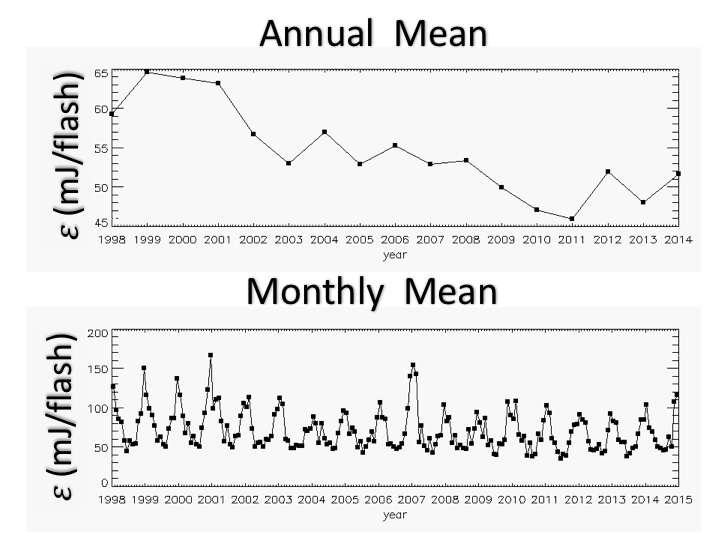 Annual Mean
ε (mJ/flash)
65
60
55
50
45
1998 1999 2000 2001 2002 2003 2004 2005 2006 2007 2008 2009 2010 2011 2012 2013 2014
year
Monthly Mean
ε (mJ/flash)
200
150
100
50
0
1998 1999 2000 2001 2002 2003 2004 2005 2006 2007 2008 2009 2010 2011 2012 2013 2014 2015
year